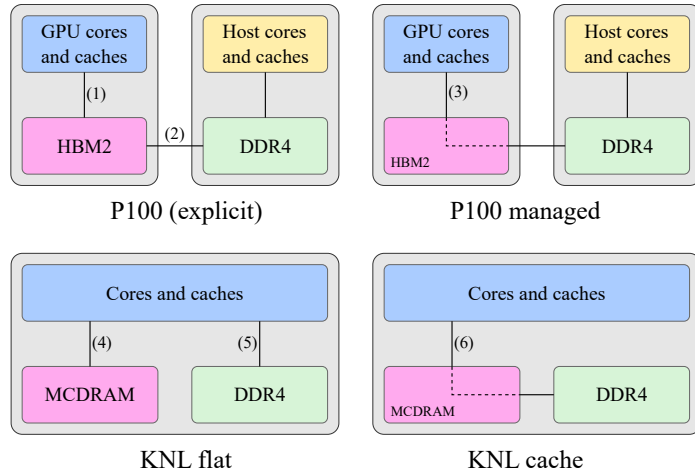 GPU cores
and caches
Host cores
and caches
(1)
(2)
HBM2
DDR4
P100 (explicit)
GPU cores
and caches
Host cores
and caches
(3)
HBM2
DDR4
P100 managed
Cores and caches
(4)
(5)
MCDRAM
DDR4
KNL flat
Cores and caches
(6)
MCDRAM
DDR4
KNL cache